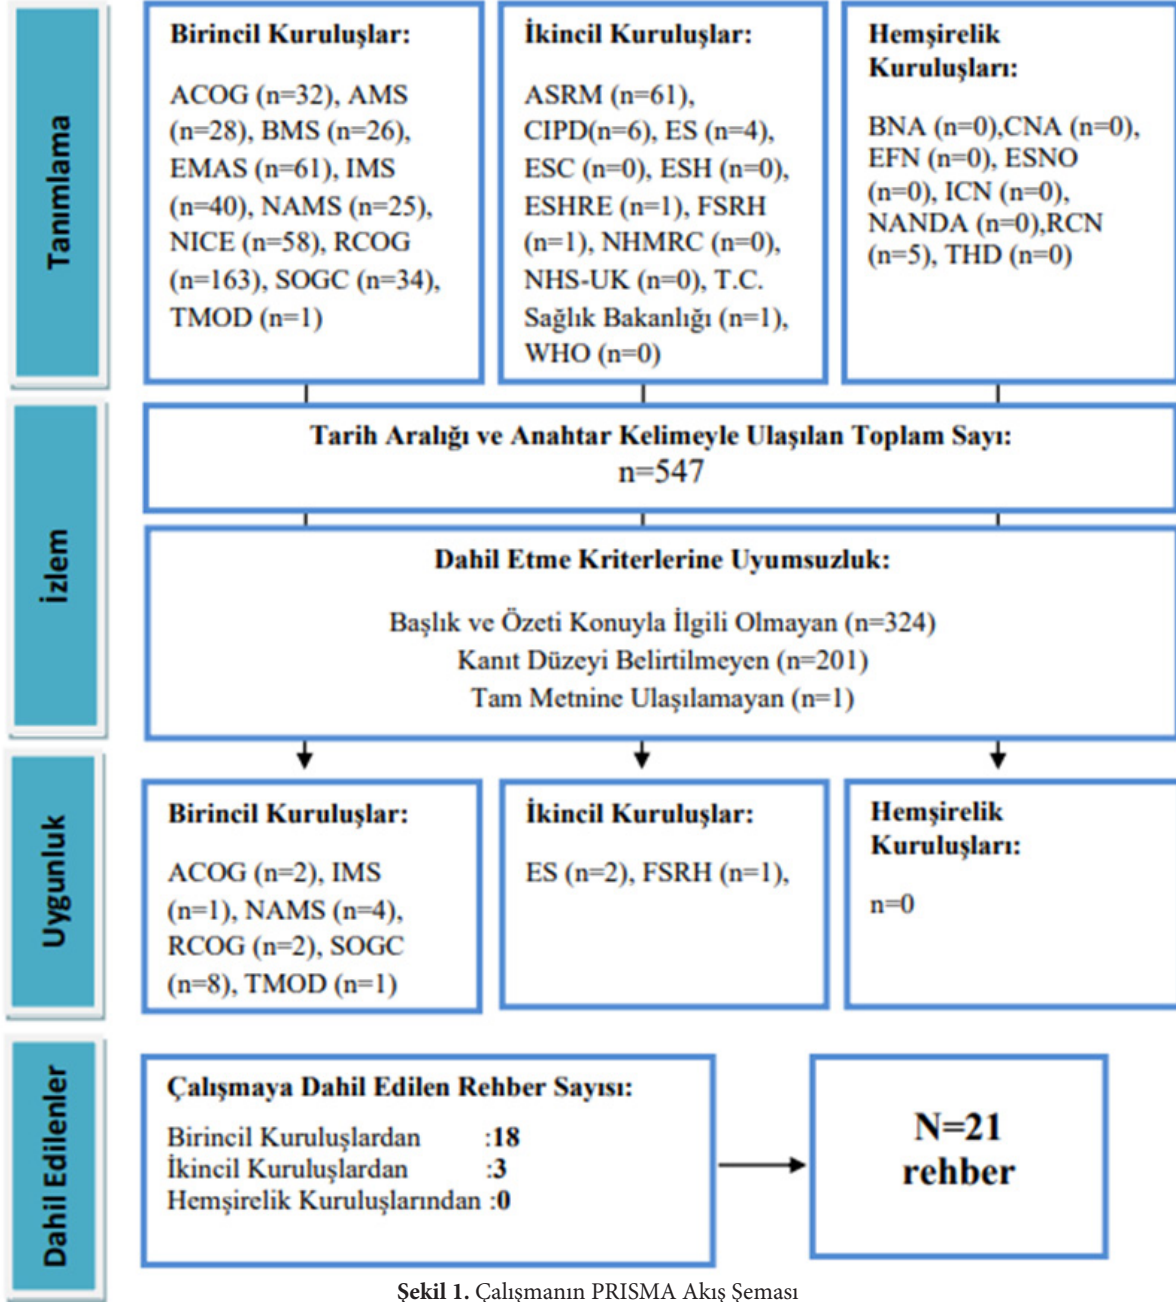 Tanımlama
Birincil Kuruluşlar:
ACOG (n=32), AMS
(n=28), BMS (n=26),
EMAS (n=61), IMS
(n=40), NAMS (n=25),
NICE (n=58), RCOG
(n=163), SOGC (n=34),
TMOD (n=1)
İkincil Kuruluşlar:
ASRM (n=61),
CIPD(n=6), ES (n=4),
ESC (n=0), ESH (n=0),
ESHRE (n=1), FSRH
(n=1), NHMRC (n=0),
NHS-UK (n=0), T.C.
Sağlık Bakanlığı (n=1),
WHO (n=0)
Hemşirelik
Kuruluşları:
BNA (n=0),CNA (n=0),
EFN (n=0), ESNO
(n=0), ICN (n=0),
NANDA (n=0),RCN
(n=5), THD (n=0)
İzlem
Tarih Aralığı ve Anahtar Kelimeyle Ulaşılan Toplam Sayı:
n=547
Dahil Etme Kriterlerine Uyumsuzluk:
Başlık ve Özeti Konuyla İlgili Olmayan (n=324)
Kanıt Düzeyi Belirtilmeyen (n=201)
Tam Metnine Ulaşılamayan (n=1)
Uygunluk
Birincil Kuruluşlar:
ACOG (n=2), IMS
(n=1), NAMS (n=4),
RCOG (n=2), SOGC
(n=8), TMOD (n=1)
İkincil Kuruluşlar:
ES (n=2), FSRH (n=1),
Hemşirelik
Kuruluşları:
n=0
Dahil Edilenler
Çalışmaya Dahil Edilen Rehber Sayısı:
Birincil Kuruluşlardan :18
İkincil Kuruluşlardan :3
Hemşirelik Kuruluşlarından :0
N=21
rehber
Şekil 1. Çalışmanın PRISMA Akış Şeması